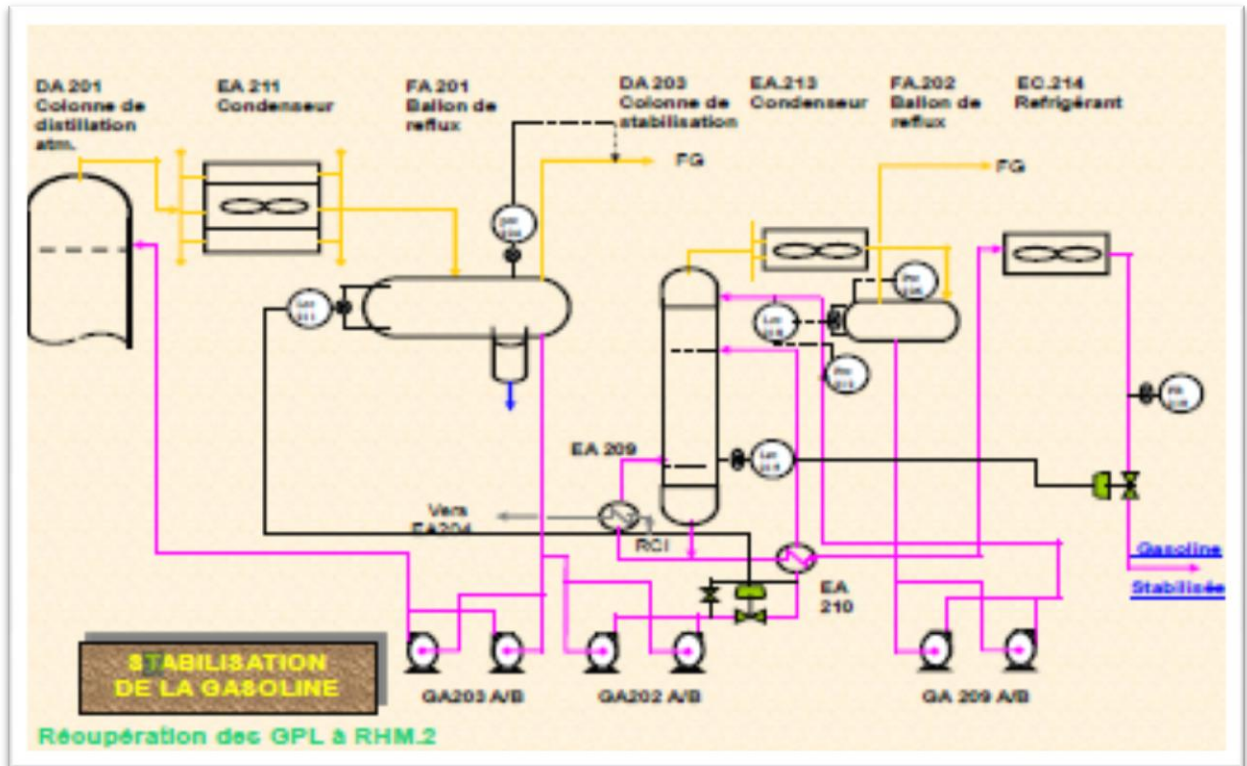 DA 201
Colonne de
distillation
atm.
EA 211
Condenseur
FA 201
Ballon de
reflux
DA 203
Colonne de
stabilisation
EA.213
Condenseur
FA.202
Ballon de
reflux
EC.214
Refrigérant
FG
FG
EA 209
Vers
EA204
RCI
EA
210
Gasoline
Stabilisée
STABILISATION
DE LA GASOLINE
GA203 A/B
GA202 A/B
GA 209 A/B
Récupération des GPL à RHM.2